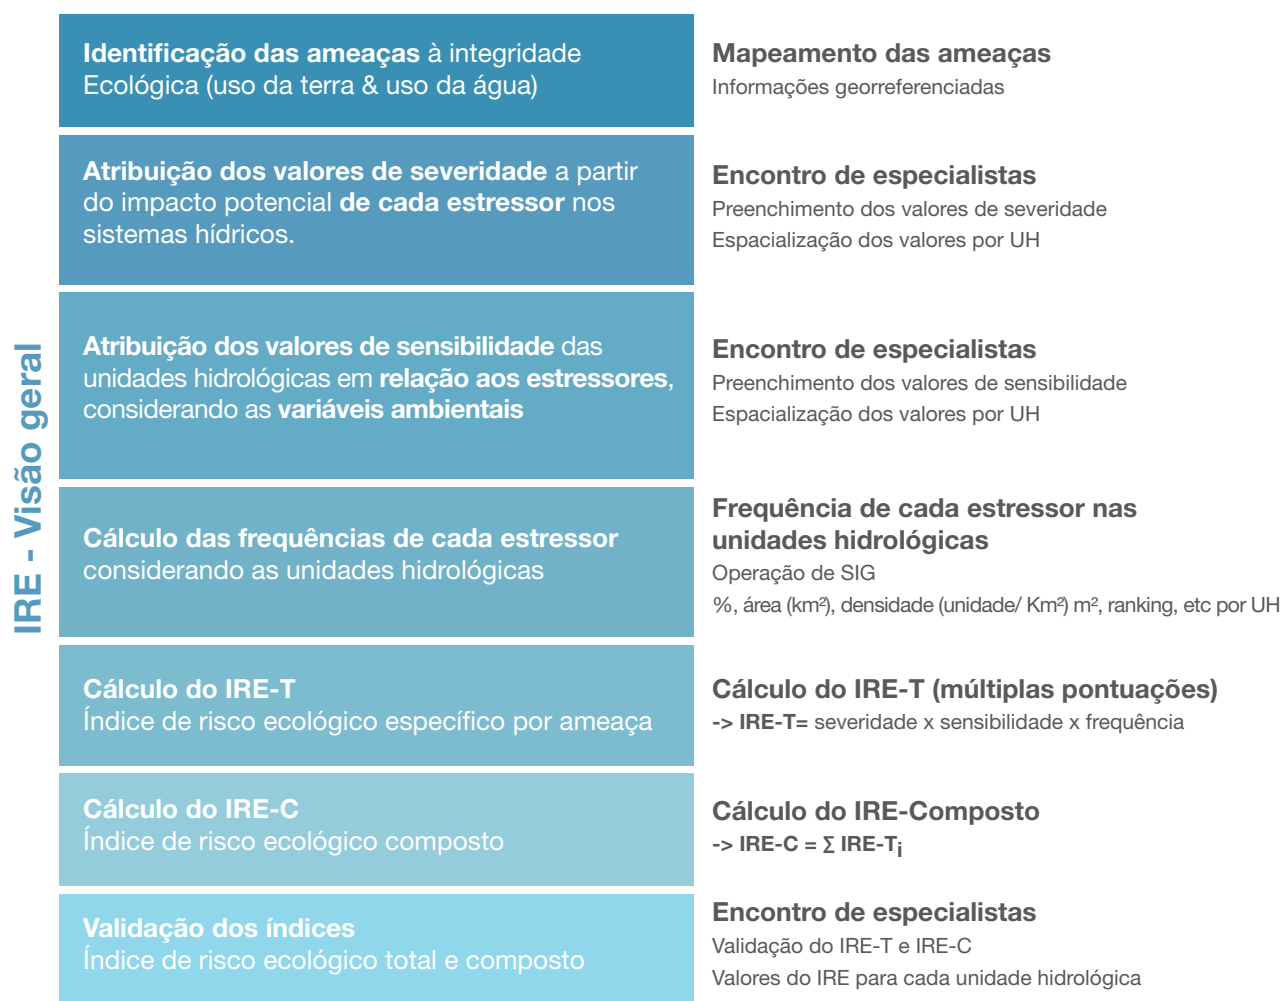 IRE - Visão geral
Identificação das ameaças à integridade
Ecológica (uso da terra & uso da água)
Mapeamento das ameaças
Informações georreferenciadas
Atribuição dos valores de severidade a partir
do impacto potencial de cada estressor nos
sistemas hídricos.
Encontro de especialistas
Preenchimento dos valores de severidade
Espacialização dos valores por UH
Atribuição dos valores de sensibilidade das
unidades hidrológicas em relação aos estressores,
considerando as variáveis ambientais
Encontro de especialistas
Preenchimento dos valores de sensibilidade
Espacialização dos valores por UH
Cálculo das frequências de cada estressor
considerando as unidades hidrológicas
Frequência de cada estressor nas
unidades hidrológicas
Operação de SIG
%, área (km²), densidade (unidade/ Km²) m², ranking, etc por UH
Cálculo do IRE-T
Índice de risco ecológico específico por ameaça
Cálculo do IRE-T (múltiplas pontuações)
-> IRE-T= severidade x sensibilidade x frequência
Cálculo do IRE-C
Índice de risco ecológico composto
Cálculo do IRE-Composto
-> IRE-C = ∑ IRE-Tᵢ
Validação dos índices
Índice de risco ecológico total e composto
Encontro de especialistas
Validação do IRE-T e IRE-C
Valores do IRE para cada unidade hidrológica